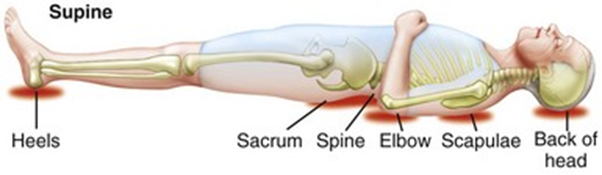 Supine
Heels
Sacrum
Spine
Elbow
Scapulae
Back of
head